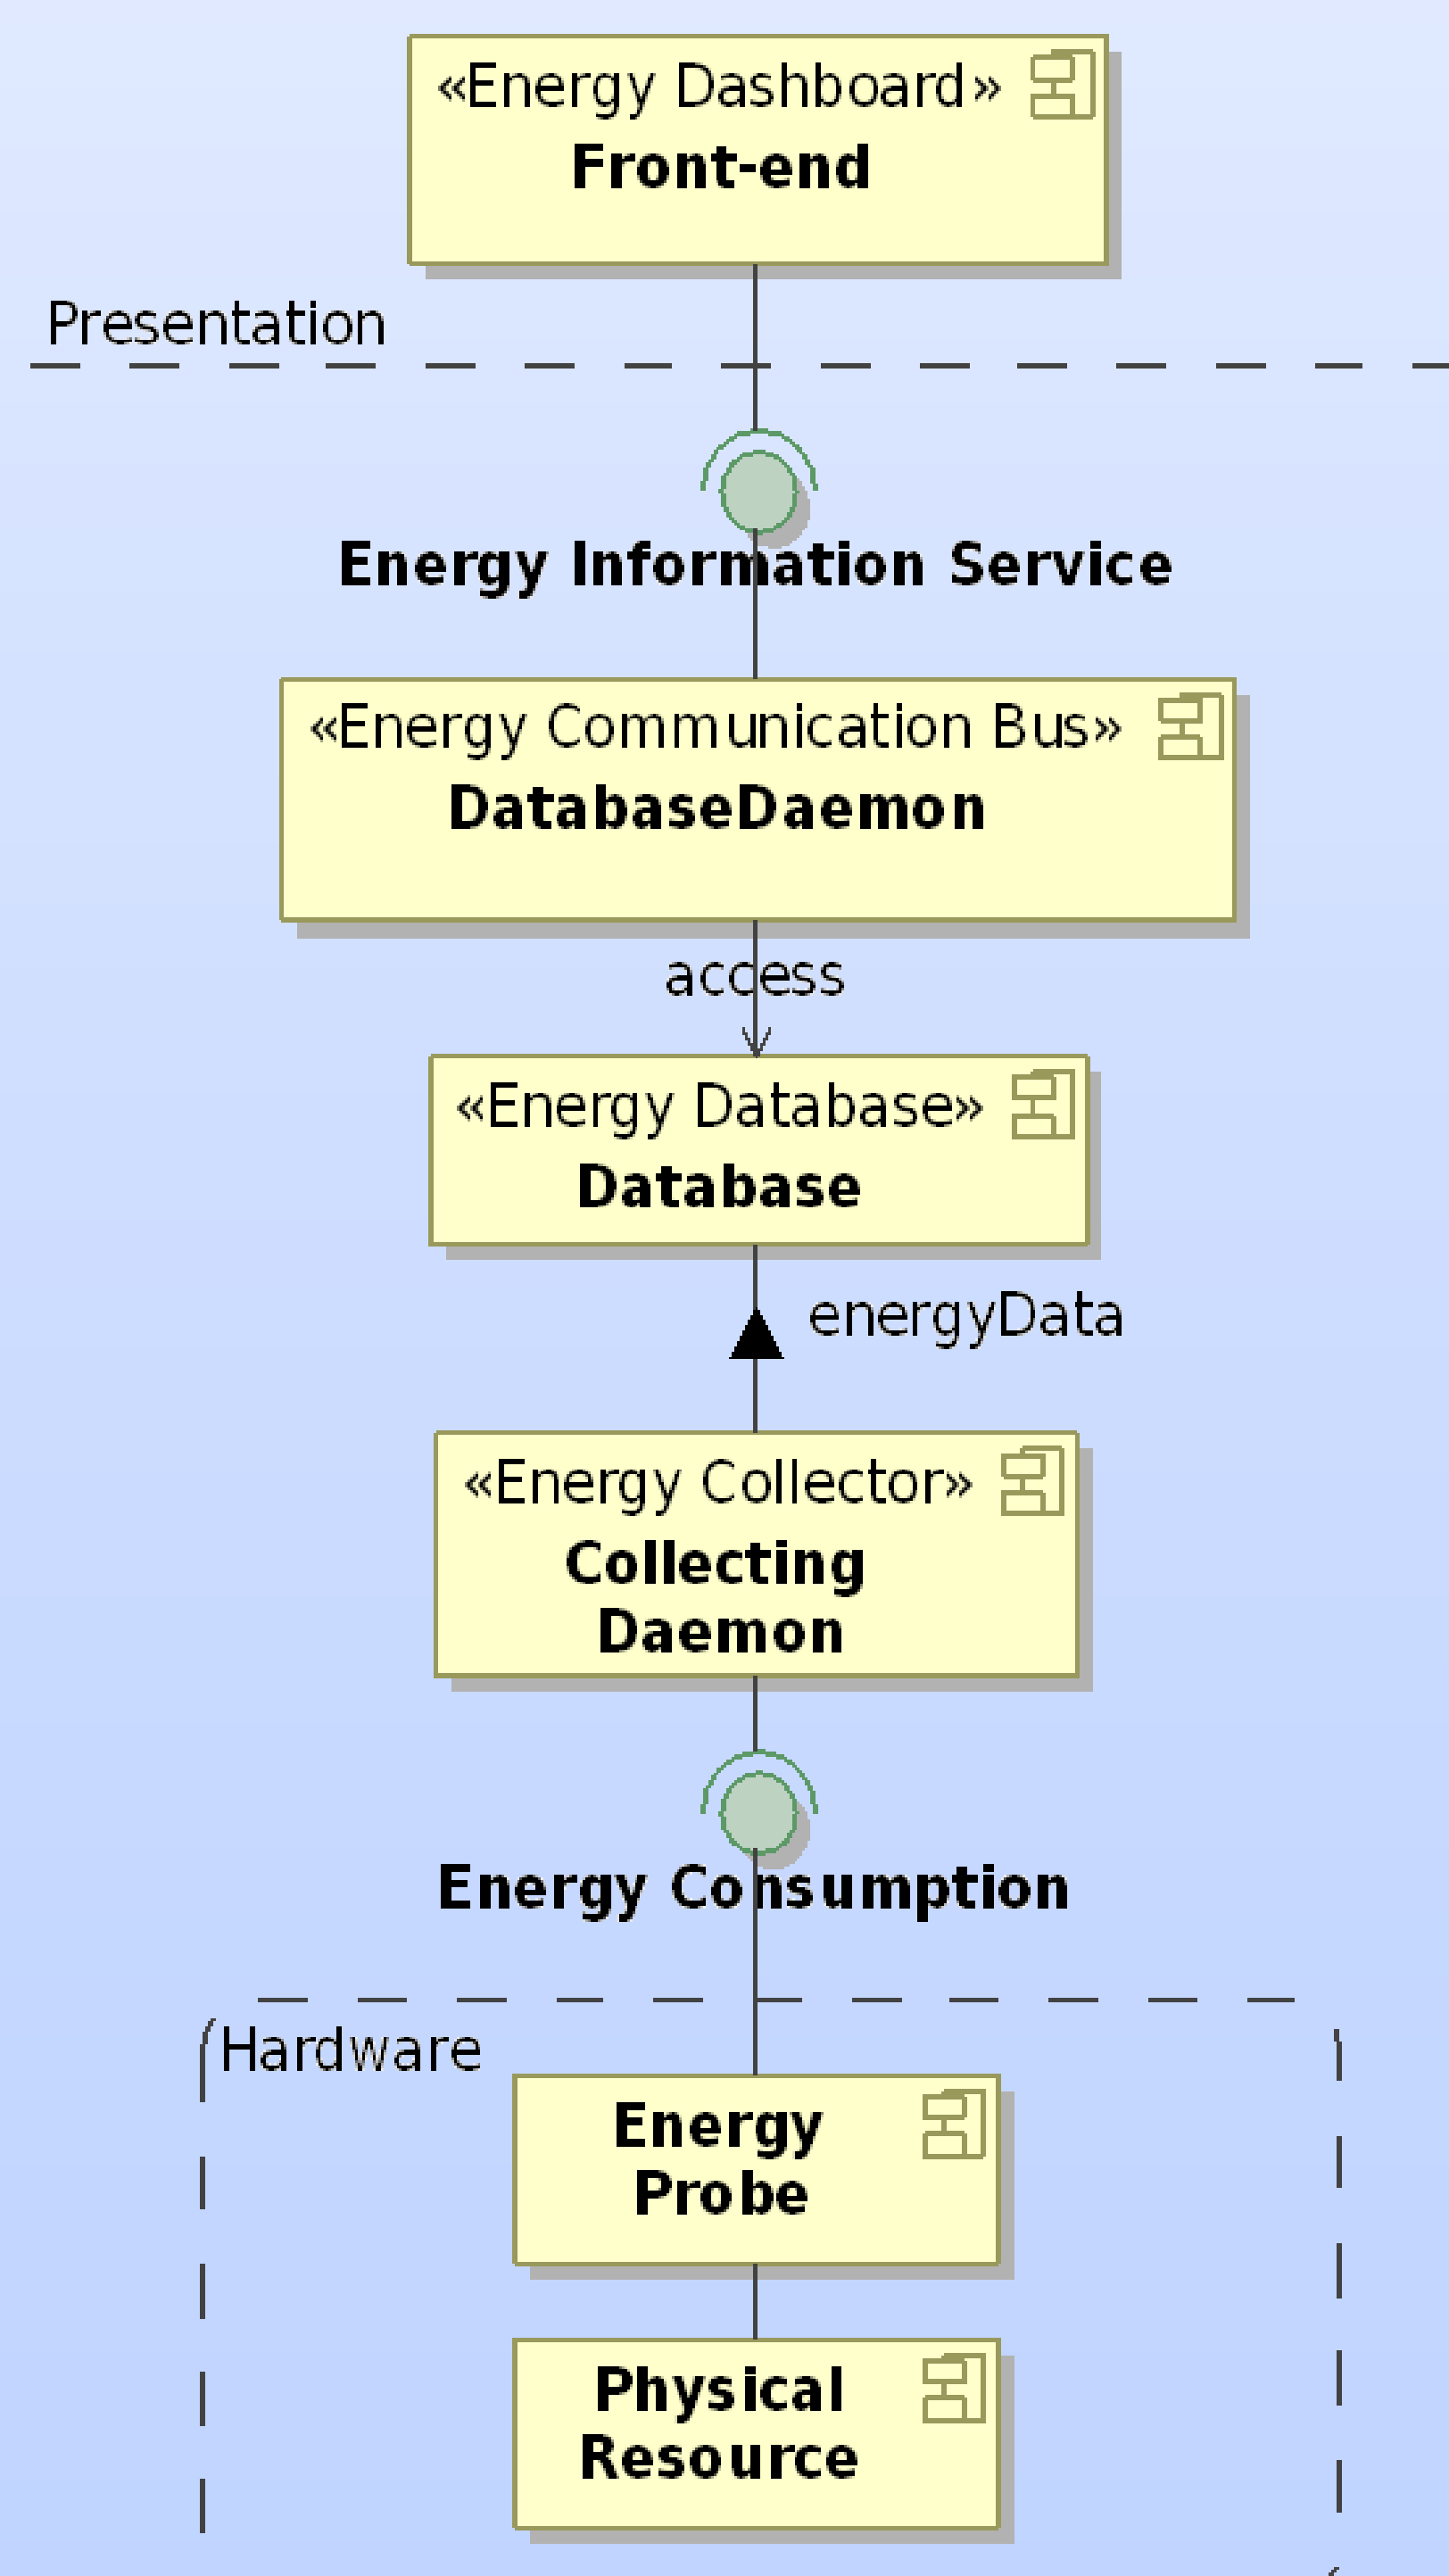 «Energy Dashboard»
Front-end
Presentation
Energy Information Service
«Energy Communication Bus»
DatabaseDaemon
access
«Energy Database»
Database
energyData
«Energy Collector»
Collecting
Daemon
Energy Consumption
Hardware
Energy
Probe
Physical
Resource